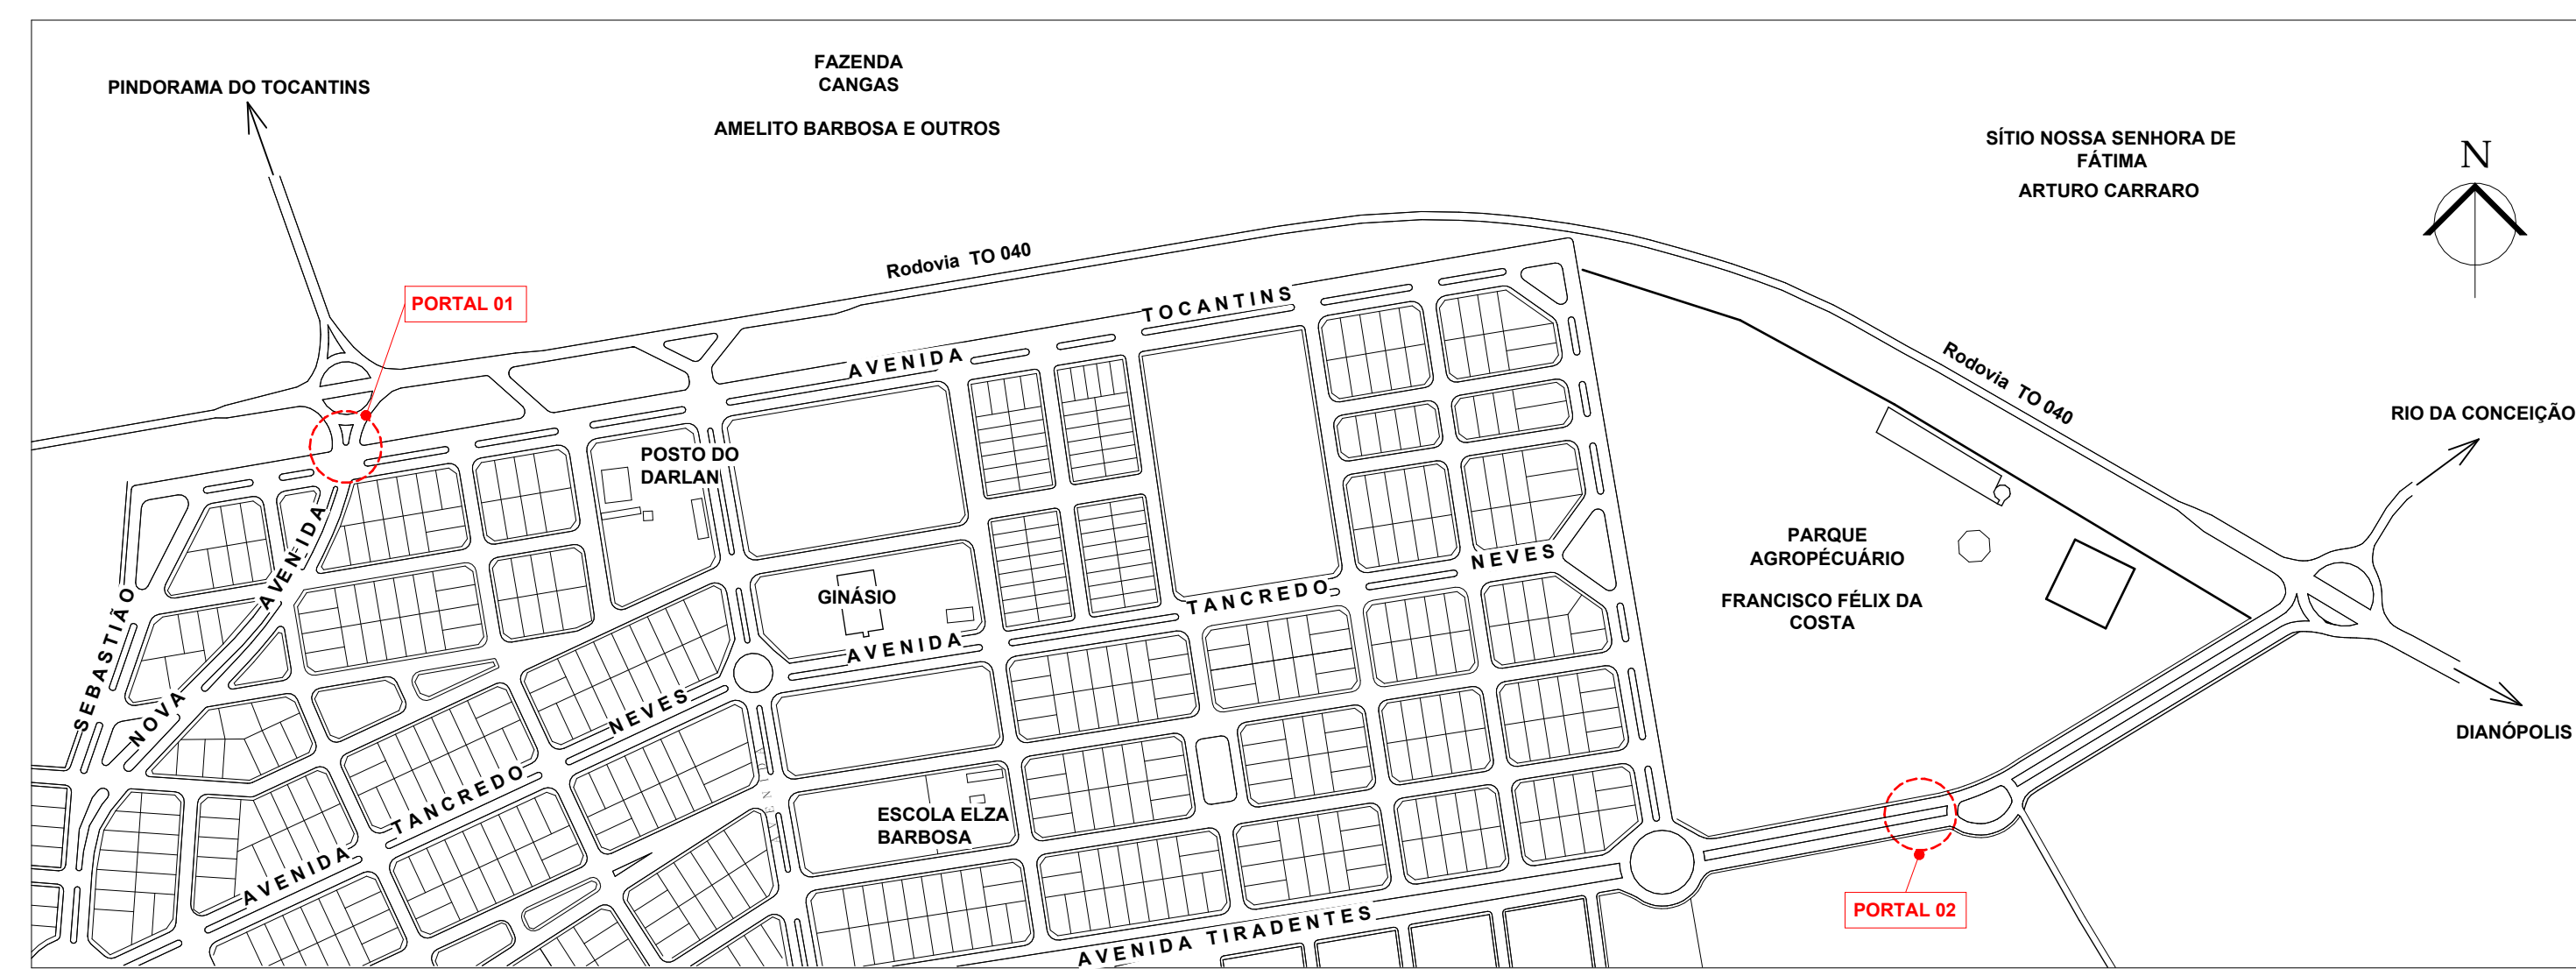 PINDORAMA DO TOCANTINS
FAZENDA
CANGAS
AMELITO BARBOSA E OUTROS
SÍTIO NOSSA SENHORA DE
FÁTIMA
ARTURO CARRARO
N
Rodovia TO 040
PORTAL 01
AVENIDA TOCANTINS
Rodovia TO 040
RIO DA CONCEIÇÃO
POSTO DO
DARLAN
PARQUE
AGROPÉCUÁRIO
FRANCISCO FÉLIX DA
COSTA
GINÁSIO
AVENIDA TANCREDO NEVES
SEBASTIÃO
NOVA AVENIDA
AVENIDA TANCREDO NEVES
DIANÓPOLIS
ESCOLA ELZA
BARBOSA
PORTAL 02
AVENIDA TIRADENTES